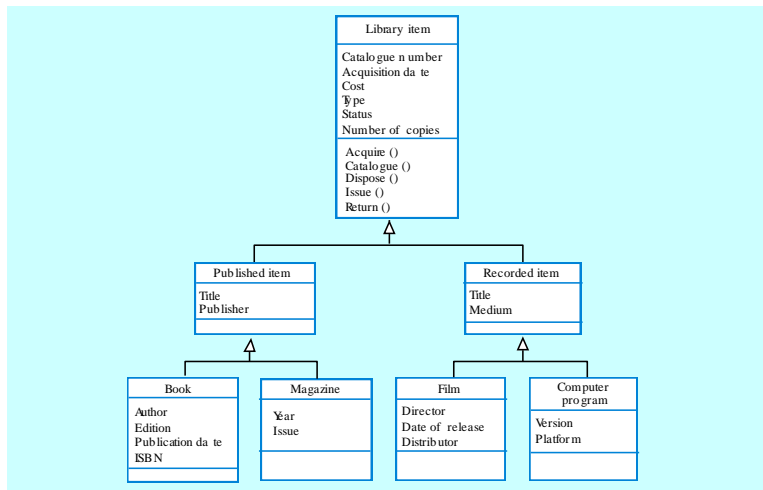 Library item
Catalogue number
Acquisition date
Cost
Type
Status
Number of copies
Acquire ()
Catalogue ()
Dispose ()
Issue ()
Return ()
Published item
Title
Publisher
Recorded item
Title
Medium
Book
Author
Edition
Publication date
ISBN
Magazine
Year
Issue
Film
Director
Date of release
Distributor
Computer
program
Version
Platform